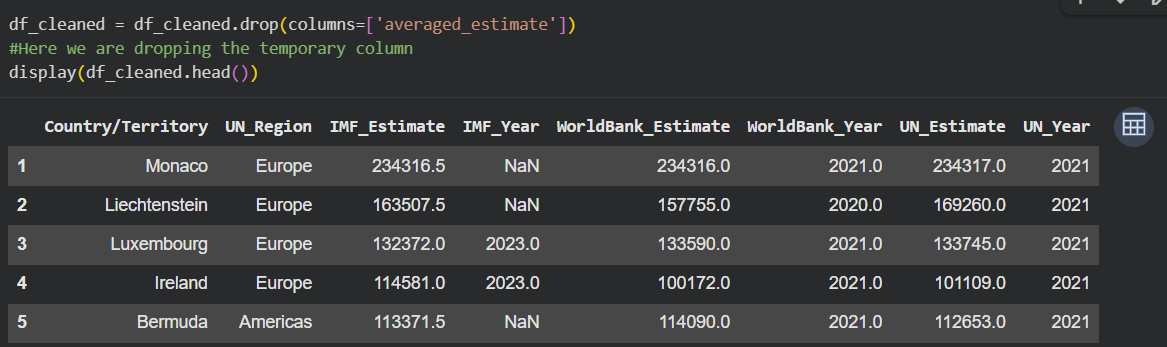 df_cleaned = df_cleaned.drop(columns=['averaged_estimate'])
#Here we are dropping the temporary column
display(df_cleaned.head())
Country/Territory UN_Region IMF_Estimate IMF_Year WorldBank_Estimate WorldBank_Year UN_Estimate UN_Year
1 Monaco Europe 234316.5 NaN 234316.0 2021.0 234317.0 2021
2 Liechtenstein Europe 163507.5 NaN 157755.0 2020.0 169260.0 2021
3 Luxembourg Europe 132372.0 2023.0 133590.0 2021.0 133745.0 2021
4 Ireland Europe 114581.0 2023.0 100172.0 2021.0 101109.0 2021
5 Bermuda Americas 113371.5 NaN 114090.0 2021.0 112653.0 2021